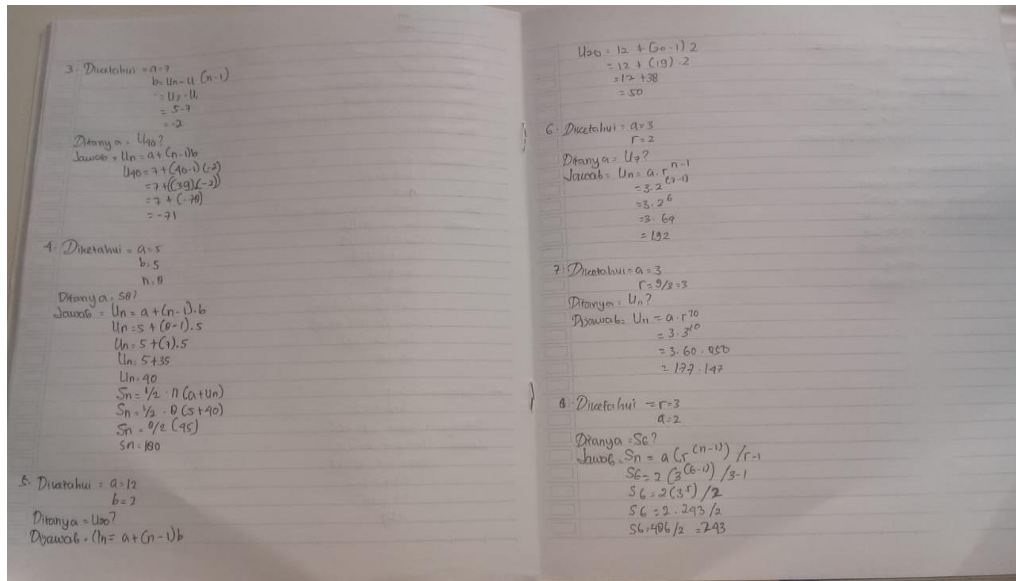 3. Diketahui = a=7
b=Un-U(n-1)
= U2-U1
= 5-7
= -2
Ditanya = U40?
Jawab = Un = a+(n-1)b
U40 = 7+(40-1)(-2)
= 7+((39)(-2))
= 7+(-78)
= -71
4. Diketahui = a=5
b=5
n=8
Ditanya = S8?
Jawab = Un = a+(n-1).b
Un = 5+(8-1).5
Un = 5+(7).5
Un = 5+35
Un = 40
Sn = 1/2 . n (a+Un)
Sn = 1/2 . 8 (5+40)
Sn = 8/2 (45)
Sn = 180
5. Diketahui = a=12
b=2
Ditanya = U20?
Dijawab = Un = a+(n-1)b
U20 = 12 + (20-1) 2
= 12 + (19) . 2
= 12 + 38
= 50
6. Diketahui = a=3
r=2
Ditanya = U7?
Jawab = Un = a.r^n-1
= 3.2^(7-1)
= 3.2^6
= 3. 64
= 192
7. Diketahui = a=3
r=9/3=3
Ditanya = Un?
Dijawab = Un = a.r^10
= 3.3^10
= 3.60.050
= 177.147
8. Diketahui = r=3
a=2
Ditanya = S6?
Jawab = Sn = a(r^(n-1))/r-1
S6 = 2(3^(6-1))/3-1
S6 = 2(3^5)/2
S6 = 2.243/2
S6 = 486/2 = 243